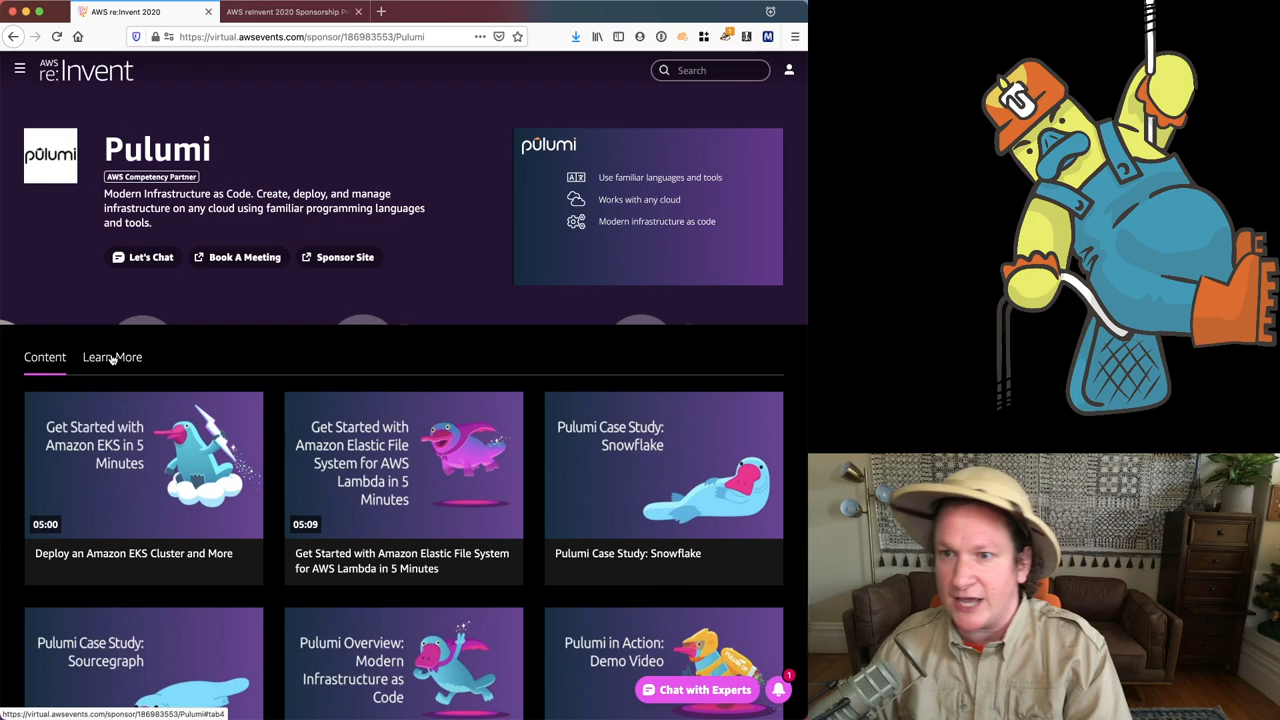 AWS re:Invent 2020
AWS reInvent 2020 Sponsorship Pr
https://virtual.awsevents.com/sponsor/186983553/Pulumi
1
AWS
re:Invent
Search
pulumi
Pulumi
AWS Competency Partner
Modern Infrastructure as Code. Create, deploy, and manage
infrastructure on any cloud using familiar programming languages
and tools.
Let's Chat
Book A Meeting
Sponsor Site
pulumi
Use familiar languages and tools
Works with any cloud
Modern infrastructure as code
Content
Learn More
Get Started with
Amazon EKS in 5
Minutes
05:00
Deploy an Amazon EKS Cluster and More
Get Started with
Amazon Elastic File
System for AWS
Lambda in 5
Minutes
05:09
Get Started with Amazon Elastic File System
for AWS Lambda in 5 Minutes
Pulumi Case Study:
Snowflake
Pulumi Case Study: Snowflake
Pulumi Case Study:
Sourcegraph
Pulumi Overview:
Modern
Infrastructure as
Code
Pulumi in Action:
Demo Video
Chat with Experts
1
https://virtual.awsevents.com/sponsor/186983553/Pulumi#tab4